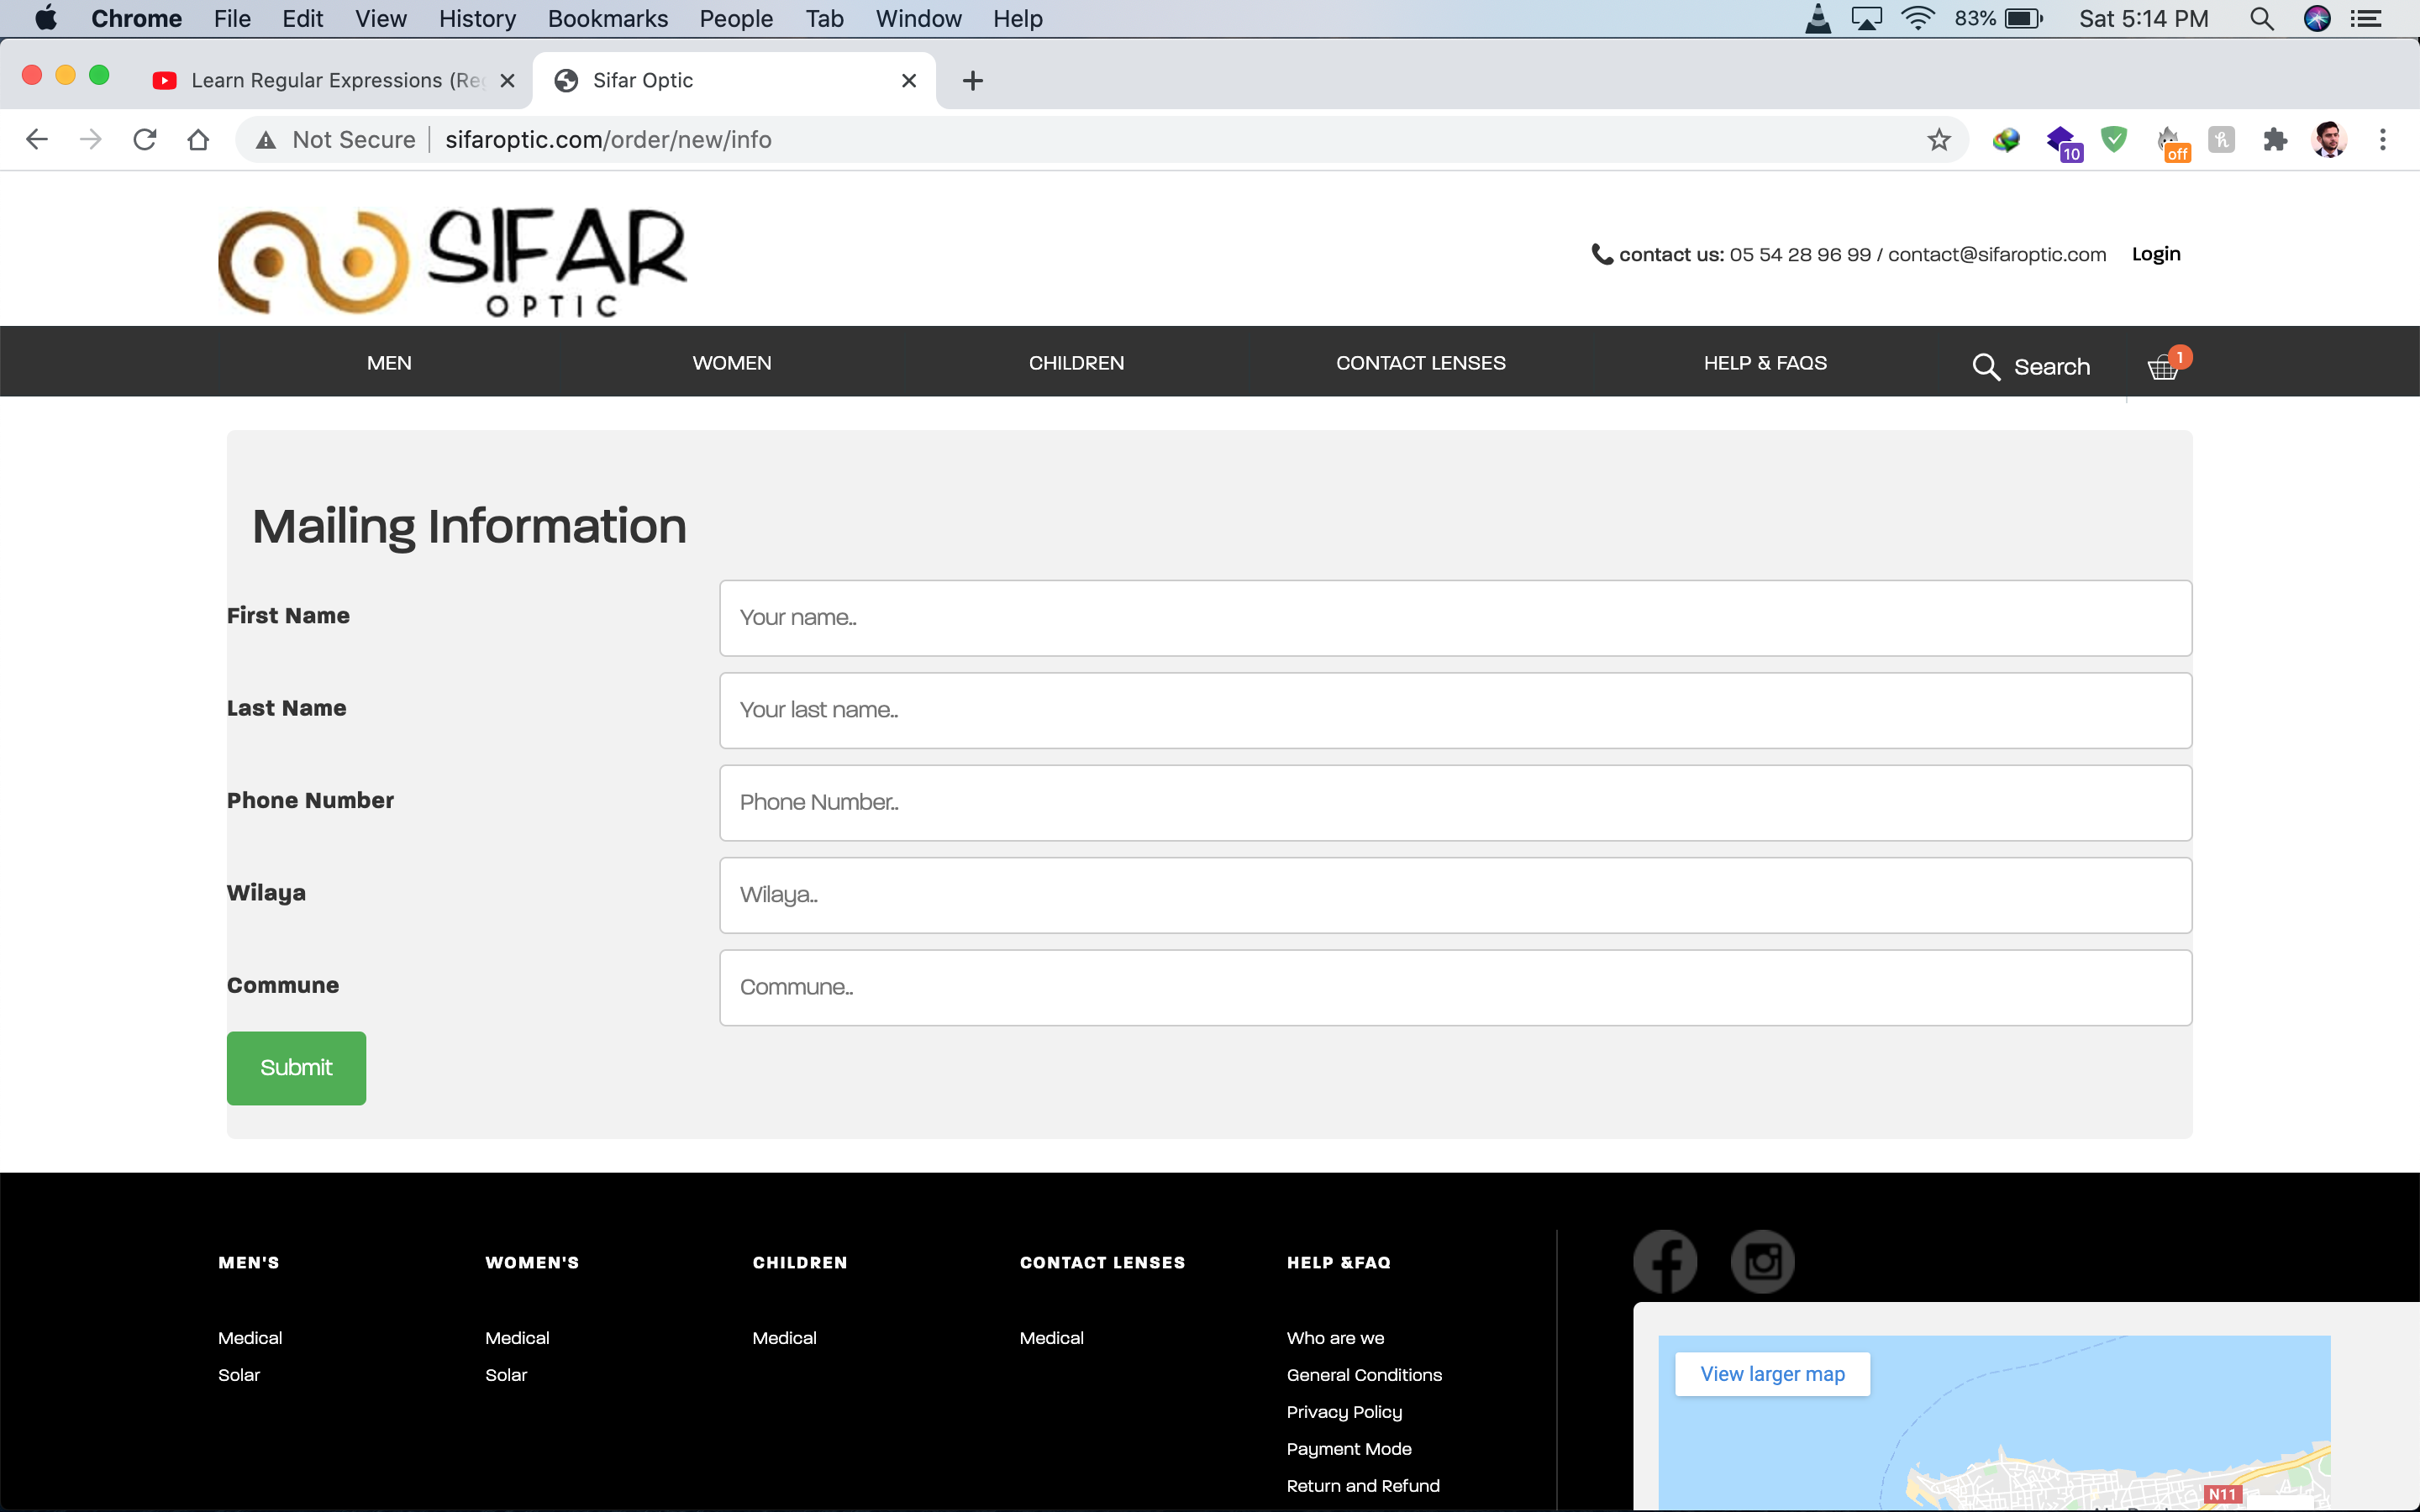 Chrome File Edit View History Bookmarks People Tab Window Help 83% Sat 5:14 PM
Learn Regular Expressions (Re
Sifar Optic
Not Secure sifaroptic.com/order/new/info
10
off
SIFAR
OPTIC
contact us: 05 54 28 96 99 / contact@sifaroptic.com Login
MEN WOMEN CHILDREN CONTACT LENSES HELP & FAQS Search 1
Mailing Information
First Name Your name..
Last Name Your last name..
Phone Number Phone Number..
Wilaya Wilaya..
Commune Commune..
Submit
MEN'S WOMEN'S CHILDREN CONTACT LENSES HELP &FAQ
Medical Medical Medical Medical Who are we
Solar Solar General Conditions
Privacy Policy
Payment Mode
Return and Refund
View larger map
N11